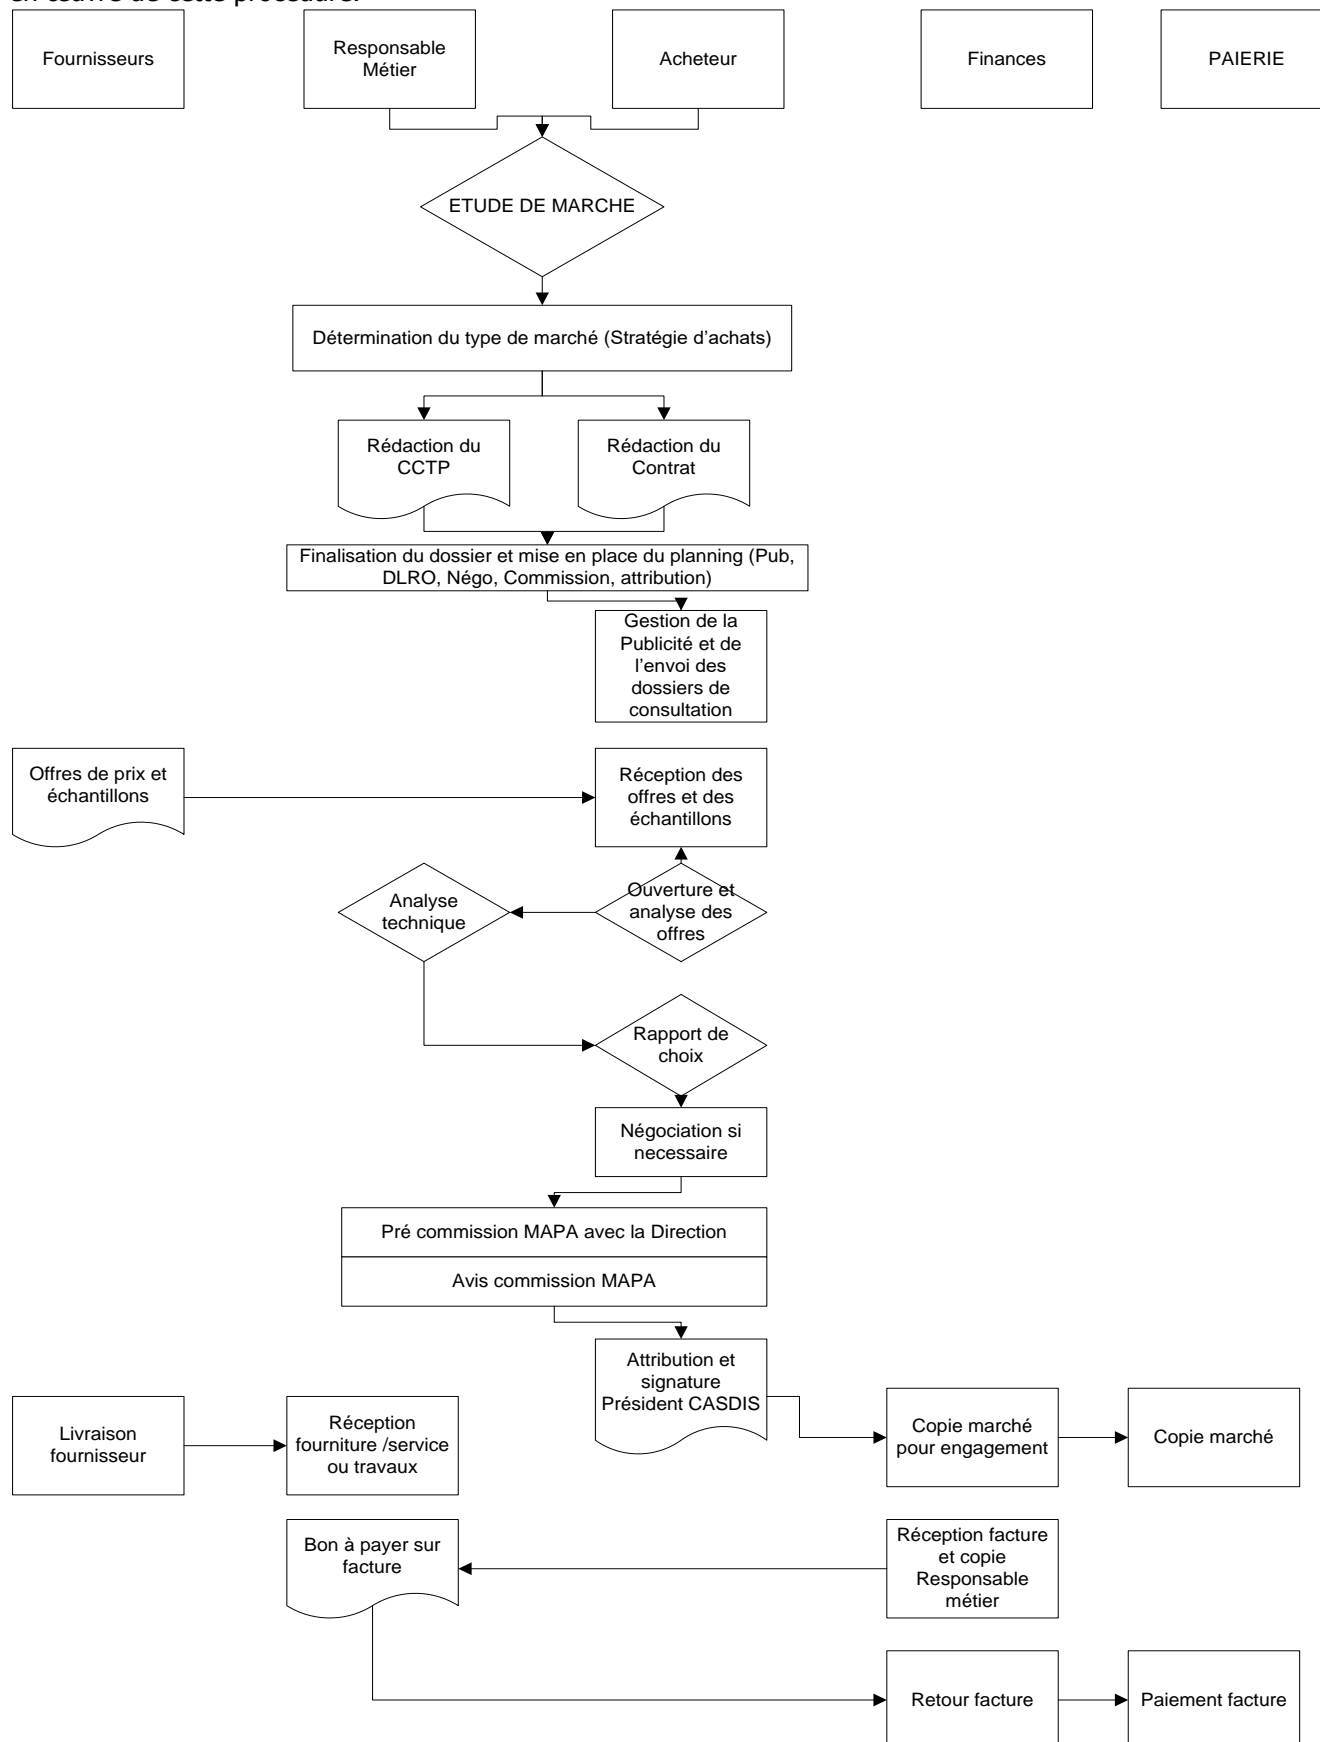 en œuvre de cette procédure.
Fournisseurs
Responsable
Métier
Acheteur
Finances
PAIERIE
ETUDE DE MARCHE
Détermination du type de marché (Stratégie d'achats)
Rédaction du
CCTP
Rédaction du
Contrat
Finalisation du dossier et mise en place du planning (Pub,
DLRO, Négo, Commission, attribution)
Gestion de la
Publicité et de
l'envoi des
dossiers de
consultation
Offres de prix et
échantillons
Réception des
offres et des
échantillons
Analyse
technique
Ouverture et
analyse des
offres
Rapport de
choix
Négociation si
necessaire
Pré commission MAPA avec la Direction
Avis commission MAPA
Attribution et
signature
Président CASDIS
Livraison
fournisseur
Réception
fourniture /service
ou travaux
Copie marché
pour engagement
Copie marché
Bon à payer sur
facture
Réception facture
et copie
Responsable
métier
Retour facture
Paiement facture